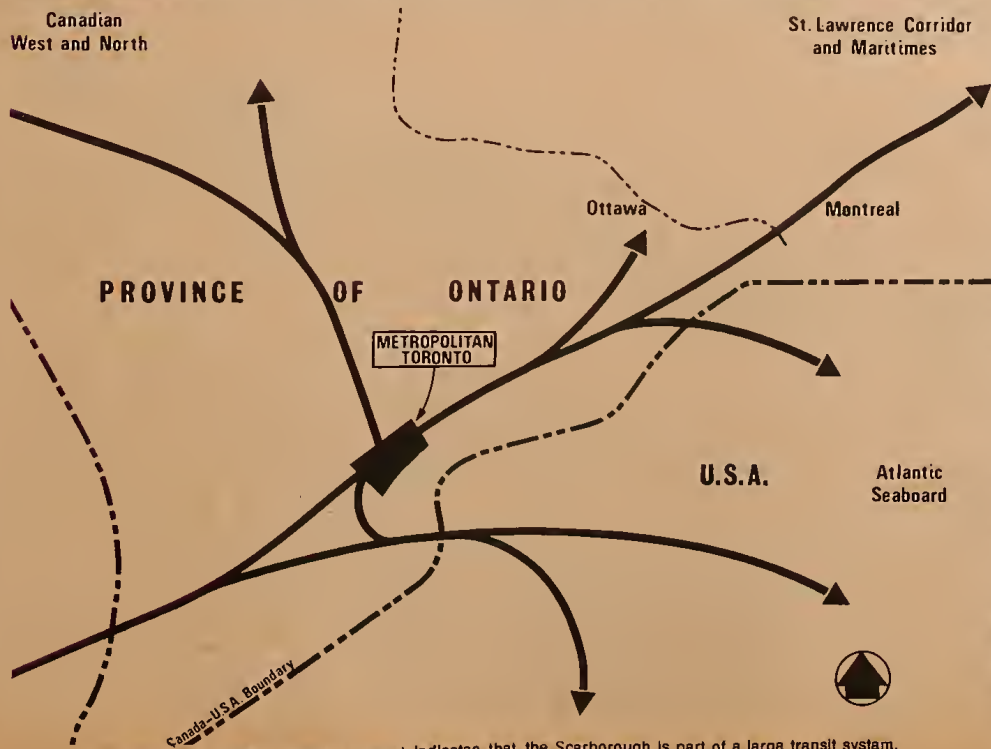 Canadian
West and North
St. Lawrence Corridor
and Maritimes
Ottawa
Montreal
PROVINCE OF ONTARIO
METROPOLITAN
TORONTO
U.S.A.
Atlantic
Seaboard
Canada-U.S.A. Boundary
indicates that the Scarborough is part of a larga transit system.